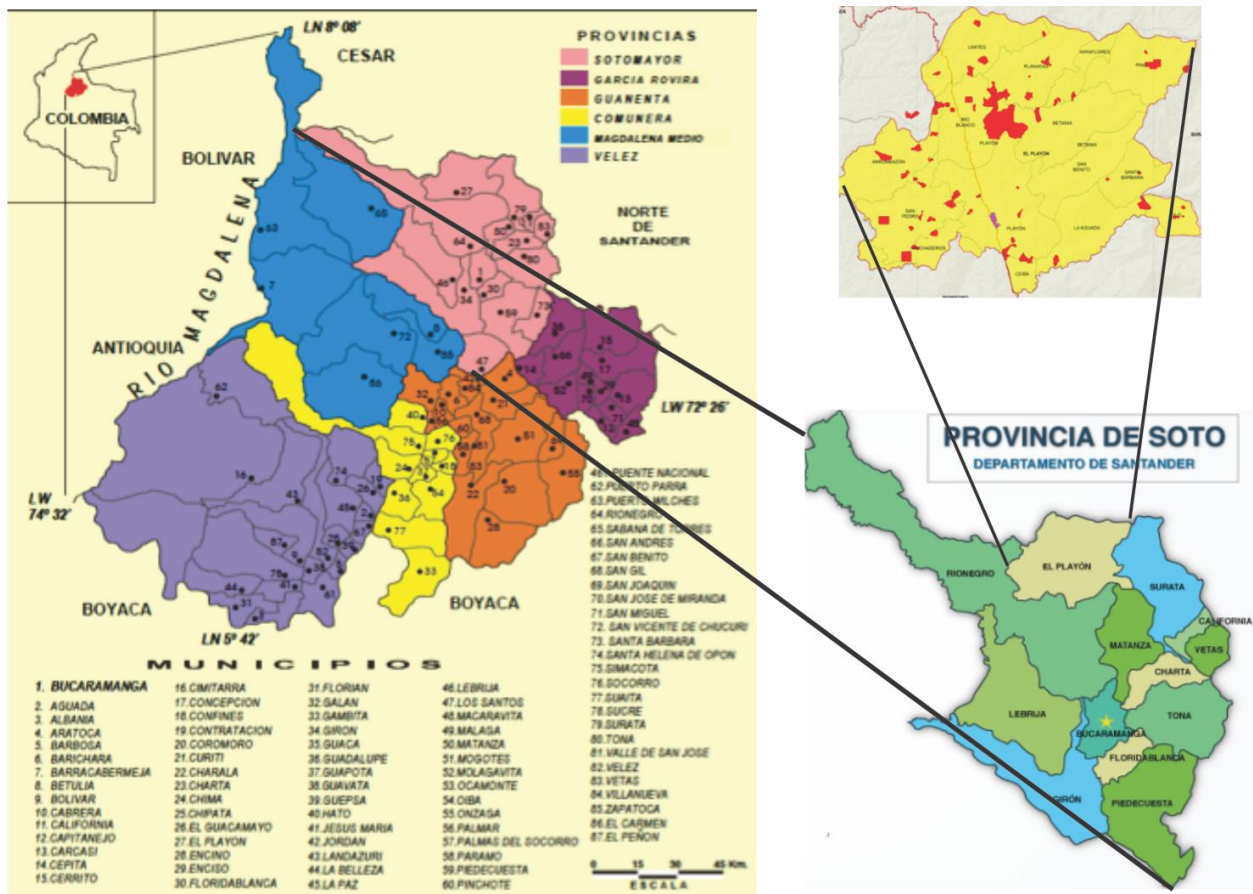 LN 8º 08'
CESAR
COLOMBIA
BOLIVAR
RIO MAGDALENA
ANTIOQUIA
NORTE
DE
SANTANDER
LW 72º 26'
LW
74º 32'
BOYACA
BOYACA
LN 5º 42'
PROVINCIAS
SOTOMAYOR
GARCIA ROVIRA
GUANENTA
COMUNERA
MAGDALENA MEDIO
VELEZ
MUNICIPIOS
1. BUCARAMANGA
2. AGUADA
3. ALBANIA
4. ARATOCA
5. BARBOSA
6. BARICHARA
7. BARRACABERMEJA
8. BETULIA
9. BOLIVAR
10. CABRERA
11. CALIFORNIA
12. CAPITANEJO
13. CARCASI
14. CEPITA
15. CERRITO
16. CIMITARRA
17. CONCEPCION
18. CONFINES
19. CONTRATACION
20. COROMORO
21. CURITI
22. CHARALA
23. CHARTA
24. CHIMA
25. CHIPATA
26. EL GUACAMAYO
27. EL PLAYON
28. ENCINO
29. ENCISO
30. FLORIDABLANCA
31. FLORIAN
32. GALAN
33. GAMBITA
34. GIRON
35. GUACA
36. GUADALUPE
37. GUAPOTA
38. GUAVATA
39. GUEPSA
40. HATO
41. JESUS MARIA
42. JORDAN
43. LANDAZURI
44. LA BELLEZA
45. LA PAZ
46. LEBRIJA
47. LOS SANTOS
48. MACARAVITA
49. MALAGA
50. MATANZA
51. MOGOTES
52. MOLAGAVITA
53. OCAMONTE
54. OIBA
55. ONZAGA
56. PALMAR
57. PALMAS DEL SOCORRO
58. PARAMO
59. PIEDECUESTA
60. PINCHOTE
PUENTE NACIONAL
62. PUERTO PARRA
63. PUERTO WILCHES
64. RIONEGRO
65. SABANA DE TORRES
66. SAN ANDRES
67. SAN BENITO
68. SAN GIL
69. SAN JOAQUIN
70. SAN JOSE DE MIRANDA
71. SAN MIGUEL
72. SAN VICENTE DE CHUCURI
73. SANTA BARBARA
74. SANTA HELENA DE OPON
75. SIMACOTA
76. SOCORRO
77. SUAITA
78. SUCRE
79. SURATA
80. TONA
81. VALLE DE SAN JOSE
82. VELEZ
83. VETAS
84. VILLANUEVA
85. ZAPATOCA
86. EL CARMEN
87. EL PEÑON
0 15 30 45 Km.
ESCALA
LIMITES
MIRAFLORES
PLANADAS
RIO
BLANCO
BETANIA
PLAYÓN
EL PLAYÓN
BETANIA
SAN
BENITO
SANTA
BARBARA
SAN
PEDRO
PLAYÓN
LA AGUADA
CEIBA
PROVINCIA DE SOTO
DEPARTAMENTO DE SANTANDER
RIONEGRO
EL PLAYÓN
SURATA
CALIFORNIA
MATANZA
VETAS
CHARTA
LEBRIJA
TONA
BUCARAMANGA
FLORIDABLANCA
GIRÓN
PIEDECUESTA